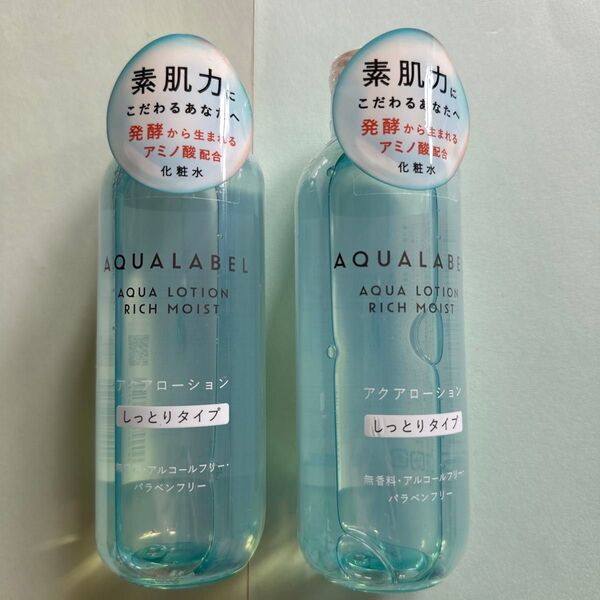 素肌力に
こだわるあなたへ
発酵から生まれる
アミノ酸配合
化粧水
AQUALABEL
AQUA LOTION
RICH MOIST
アクアローション
しっとりタイプ
無香料・アルコールフリー・
パラベンフリー
素肌力に
こだわるあなたへ
発酵から生まれる
アミノ酸配合
化粧水
AQUALABEL
AQUA LOTION
RICH MOIST
アクアローション
しっとりタイプ
無香料・アルコールフリー・
パラベンフリー